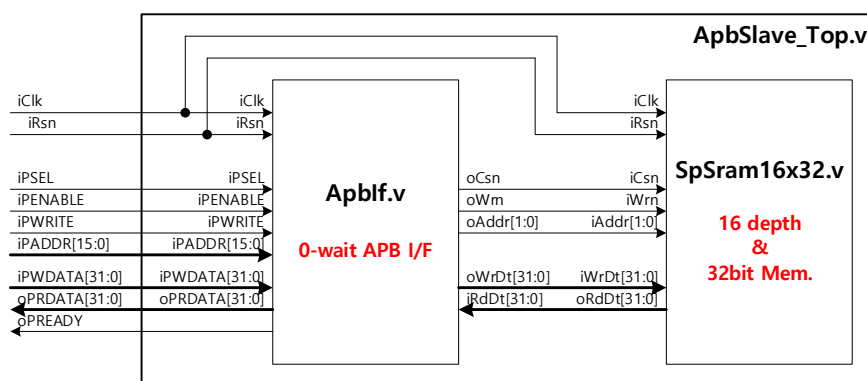 ApbSlave_Top.v
iClk iClk iClk
iRsn iRsn iRsn
iPSEL iPSEL oCsn iCsn
iPENABLE iPENABLE oWrn iWrn
iPWRITE iPWRITE oAddr[1:0] iAddr[1:0]
iPADDR[15:0] iPADDR[15:0]
ApbIf.v
0-wait APB I/F
SpSram16x32.v
16 depth
&
32bit Mem.
iPWDATA[31:0] iPWDATA[31:0] oWrDt[31:0] iWrDt[31:0]
oPRDATA[31:0] oPRDATA[31:0] iRdDt[31:0] oRdDt[31:0]
oPREADY